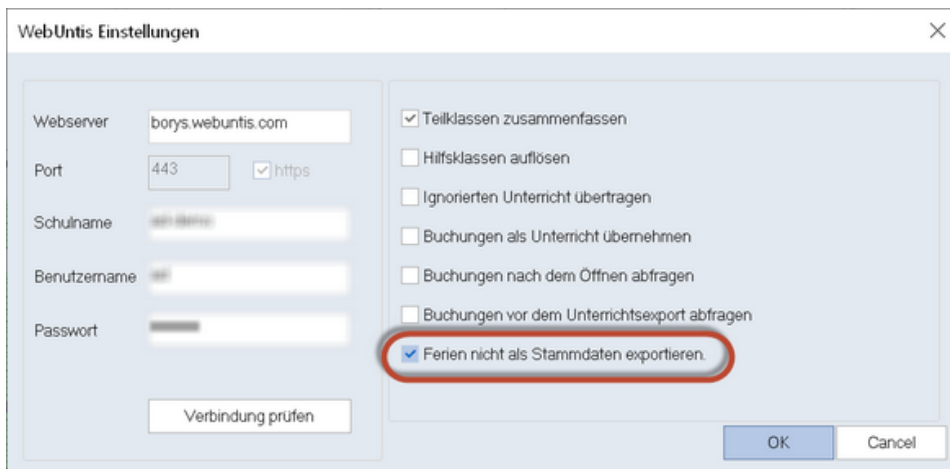 WebUntis Einstellungen
Webserver
borys.webuntis.com
Port
443
https
Schulname
Benutzername
Passwort
Verbindung prüfen
Teilklassen zusammenfassen
Hilfsklassen auflösen
Ignorierten Unterricht übertragen
Buchungen als Unterricht übernehmen
Buchungen nach dem Öffnen abfragen
Buchungen vor dem Unterrichtsexport abfragen
Ferien nicht als Stammdaten exportieren.
OK
Cancel